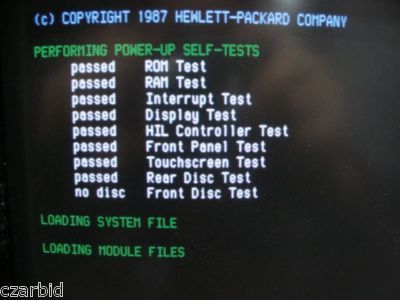 (c) COPYRIGHT 1987 HEWLETT-PACKARD COMPANY
PERFORMING POWER-UP SELF-TESTS
passed ROM Test
passed RAM Test
passed Interrupt Test
passed Display Test
passed HIL Controller Test
passed Front Panel Test
passed Touchscreen Test
passed Rear Disc Test
no disc Front Disc Test
LOADING SYSTEM FILE
LOADING MODULE FILES
czarbid